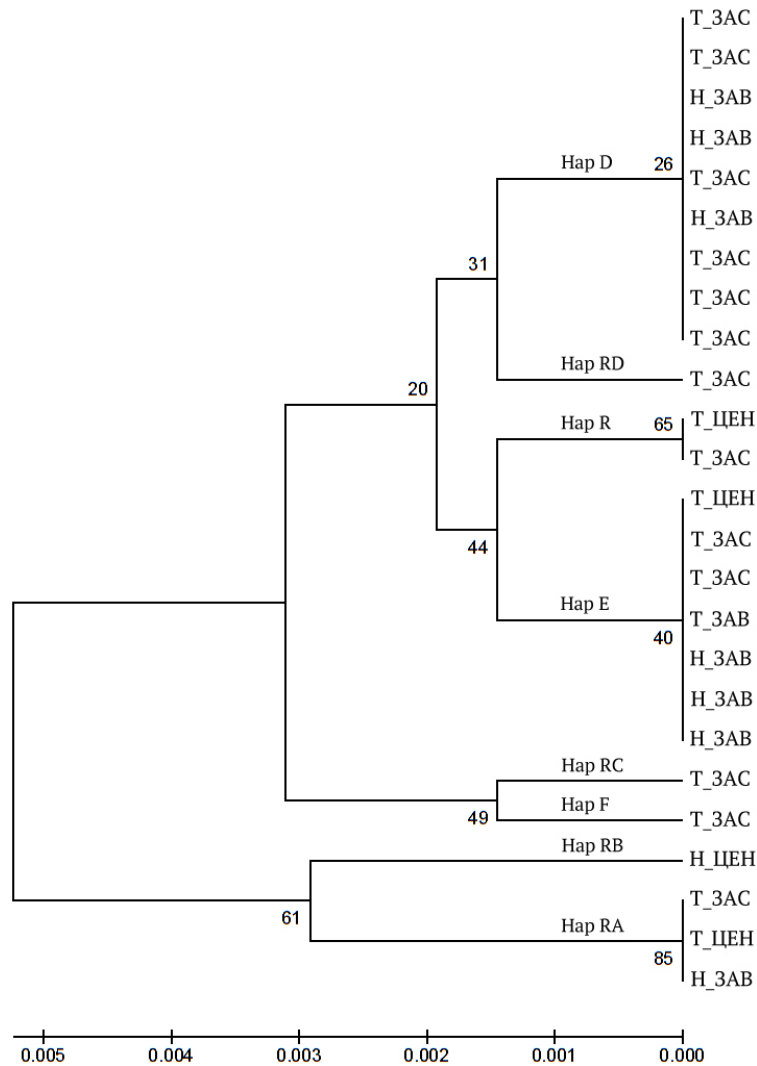 Т_ЗАС
Т_ЗАС
Н_ЗАВ
Н_ЗАВ
Hap D 26 Т_ЗАС
Н_ЗАВ
31 Т_ЗАС
Т_ЗАС
Т_ЗАС
Hap RD Т_ЗАС
20 Hap R 65 Т_ЦЕН
Т_ЗАС
Т_ЦЕН
44 Т_ЗАС
Т_ЗАС
Hap E 40 Т_ЗАВ
Н_ЗАВ
Н_ЗАВ
Н_ЗАВ
Hap RC Т_ЗАС
49 Hap F Т_ЗАС
Hap RB Н_ЦЕН
Т_ЗАС
61 Hap RA 85 Т_ЦЕН
Н_ЗАВ
0.005 0.004 0.003 0.002 0.001 0.000